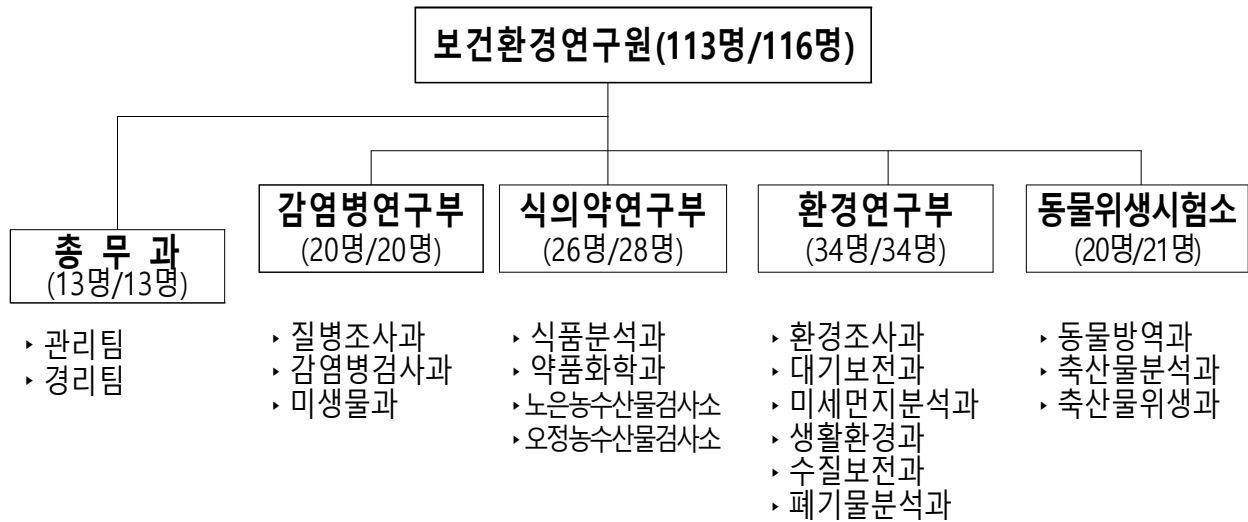 보건환경연구원(113명/116명)
총 무 과
(13명/13명)
▸ 관리팀
▸ 경리팀
감염병연구부
(20명/20명)
▸ 질병조사과
▸ 감염병검사과
▸ 미생물과
식의약연구부
(26명/28명)
▸ 식품분석과
▸ 약품화학과
▸ 노은농수산물검사소
▸ 오정농수산물검사소
환경연구부
(34명/34명)
▸ 환경조사과
▸ 대기보전과
▸ 미세먼지분석과
▸ 생활환경과
▸ 수질보전과
▸ 폐기물분석과
동물위생시험소
(20명/21명)
▸ 동물방역과
▸ 축산물분석과
▸ 축산물위생과